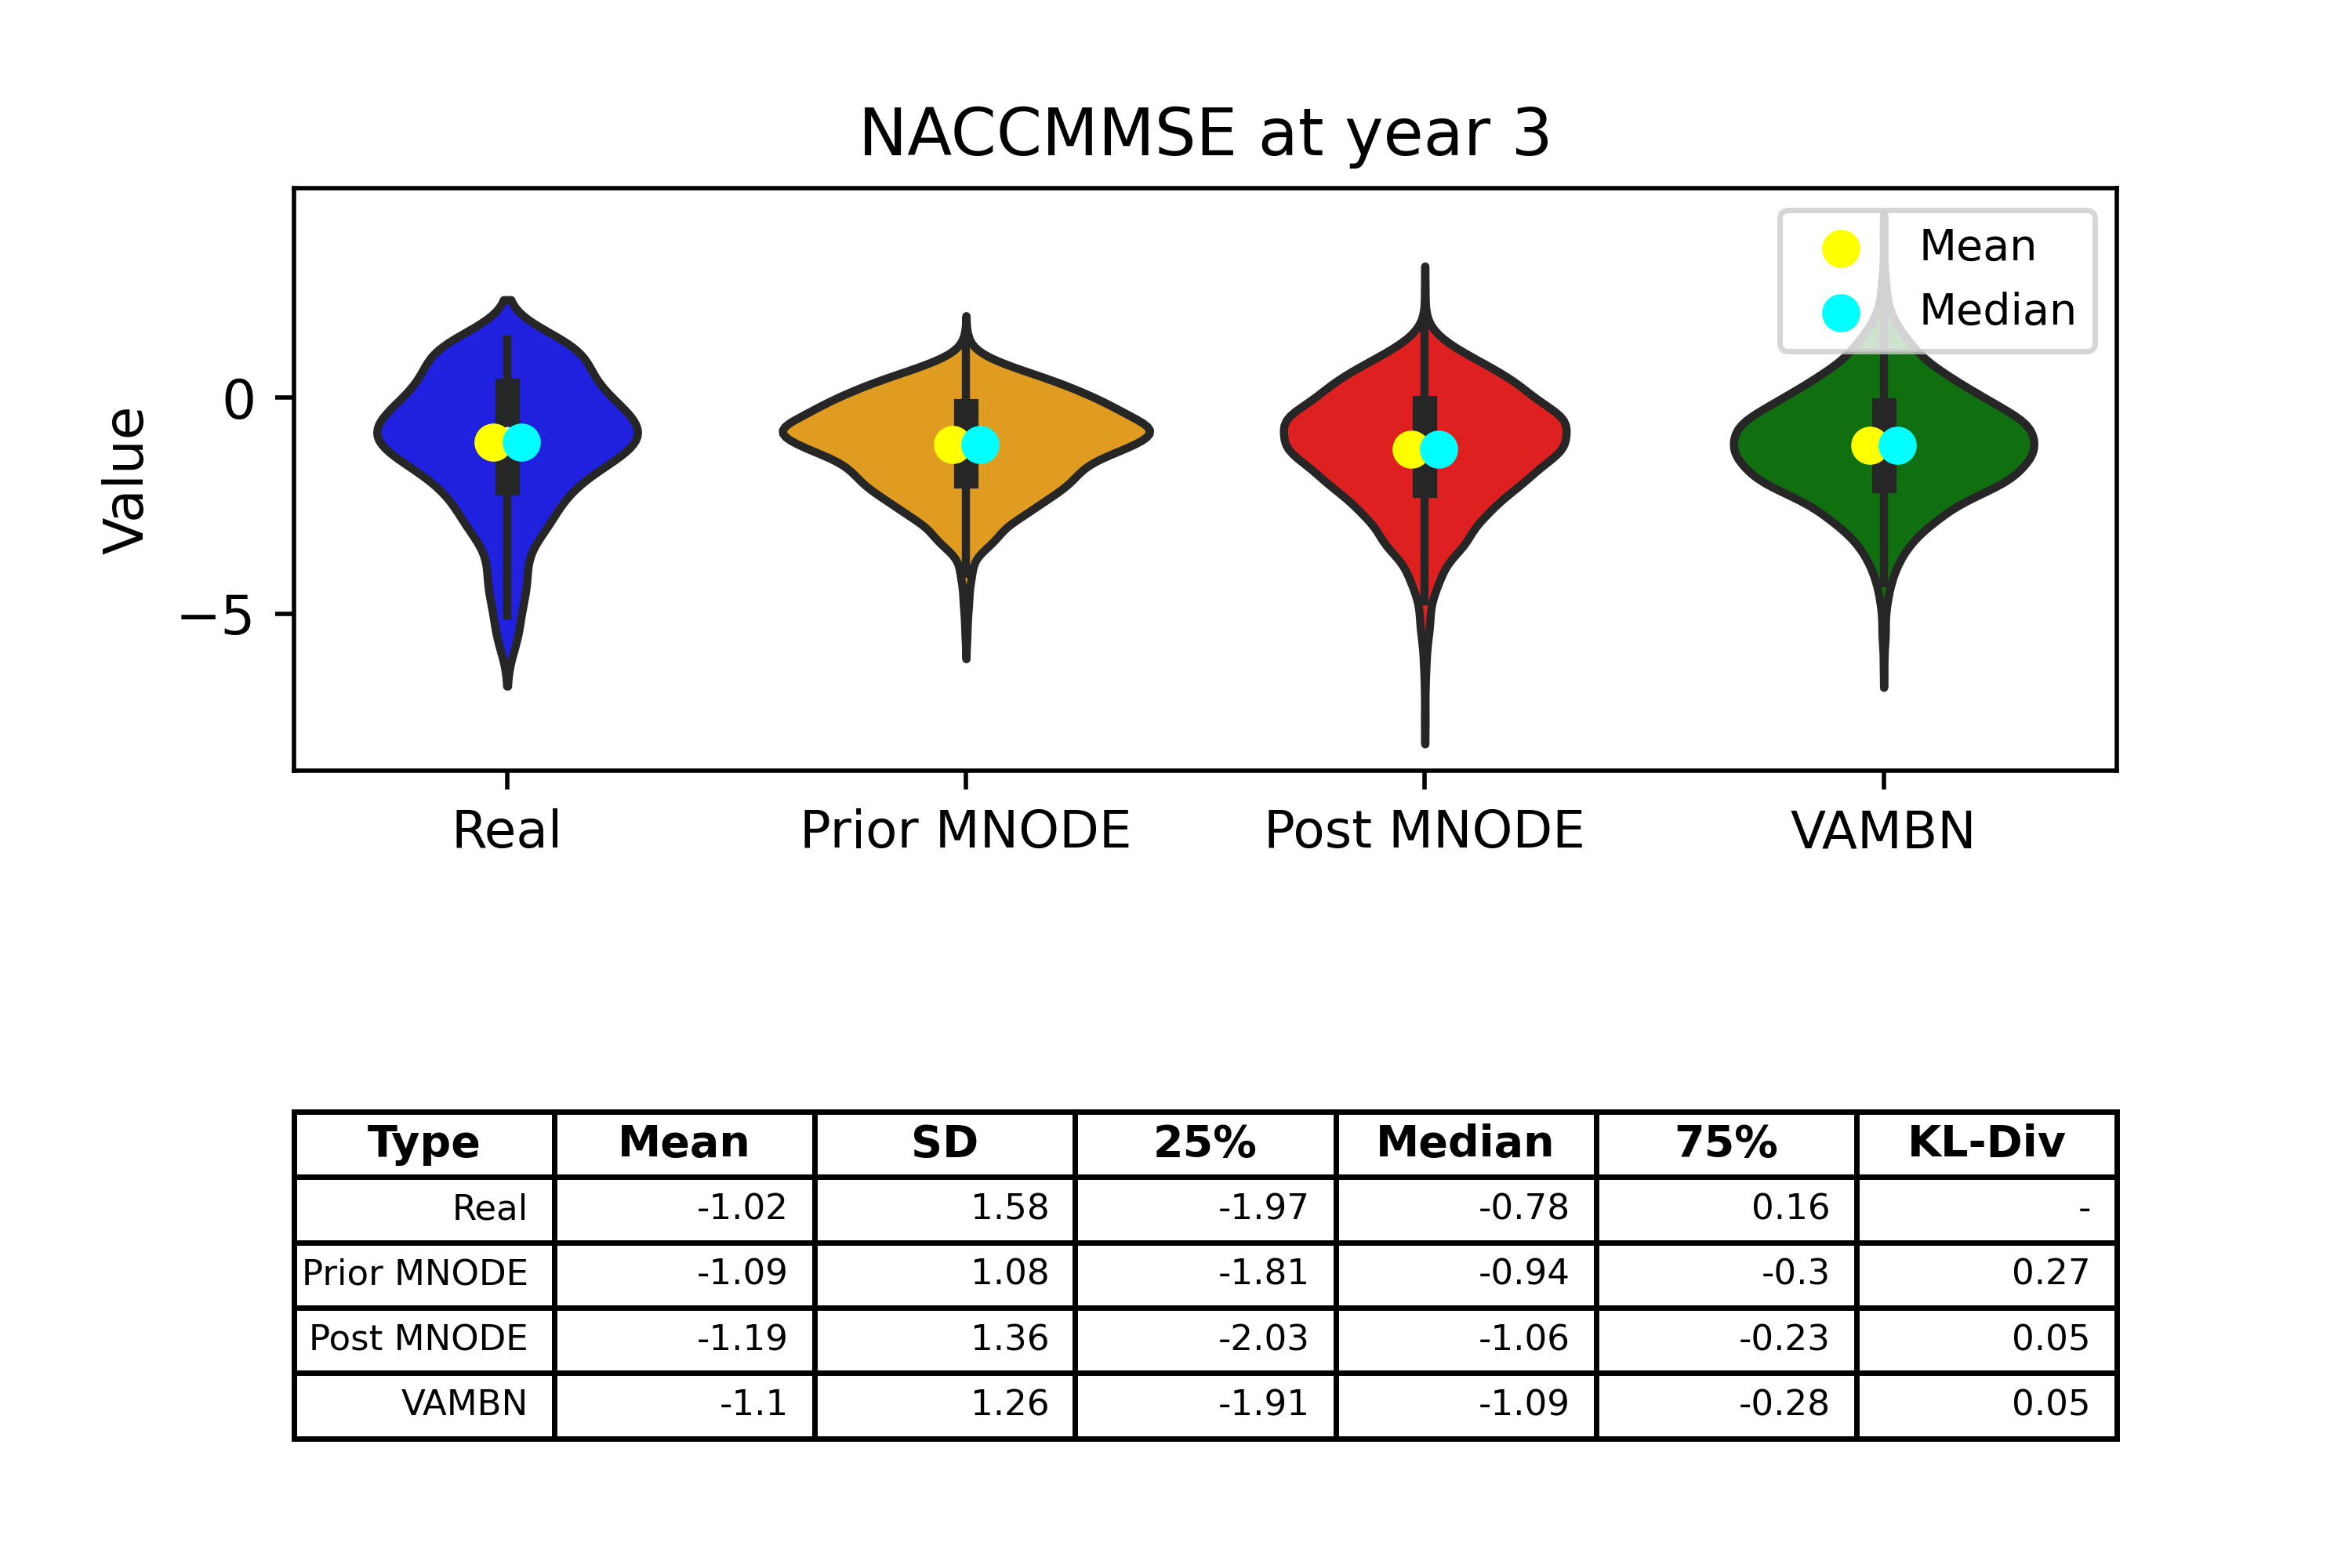 NACCMMSE at year 3
Mean
Median
Value
0
−5
Real Prior MNODE Post MNODE VAMBN
Type Mean SD 25% Median 75% KL-Div
Real -1.02 1.58 -1.97 -0.78 0.16 -
Prior MNODE -1.09 1.08 -1.81 -0.94 -0.3 0.27
Post MNODE -1.19 1.36 -2.03 -1.06 -0.23 0.05
VAMBN -1.1 1.26 -1.91 -1.09 -0.28 0.05